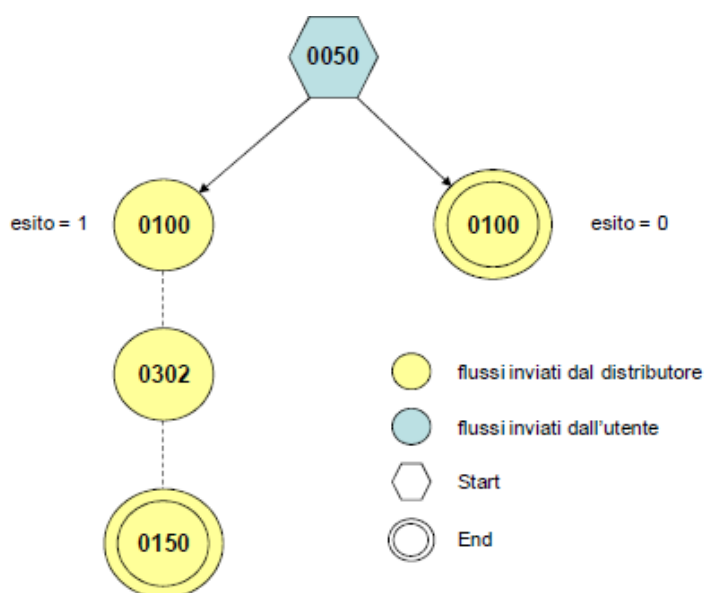 0050
esito = 1
0100
0100
esito = 0
0302
flussi inviati dal distributore
flussi inviati dall'utente
Start
0150
End